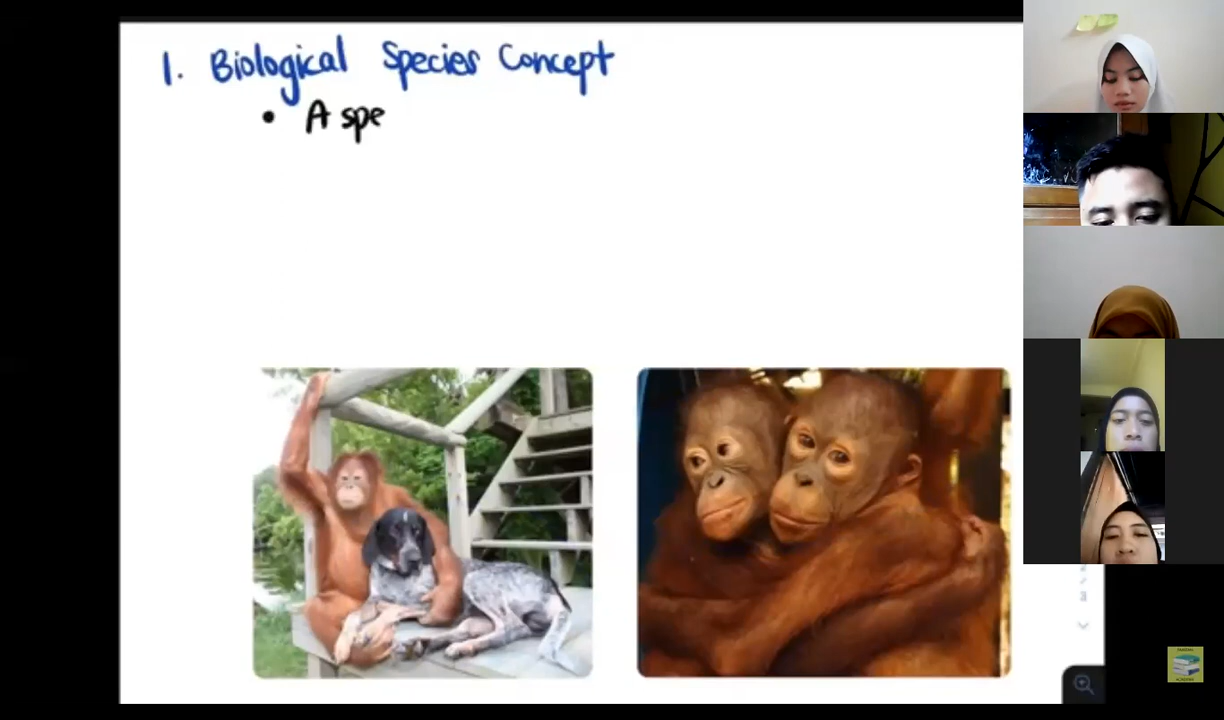 1. Biological Species Concept
• A spe